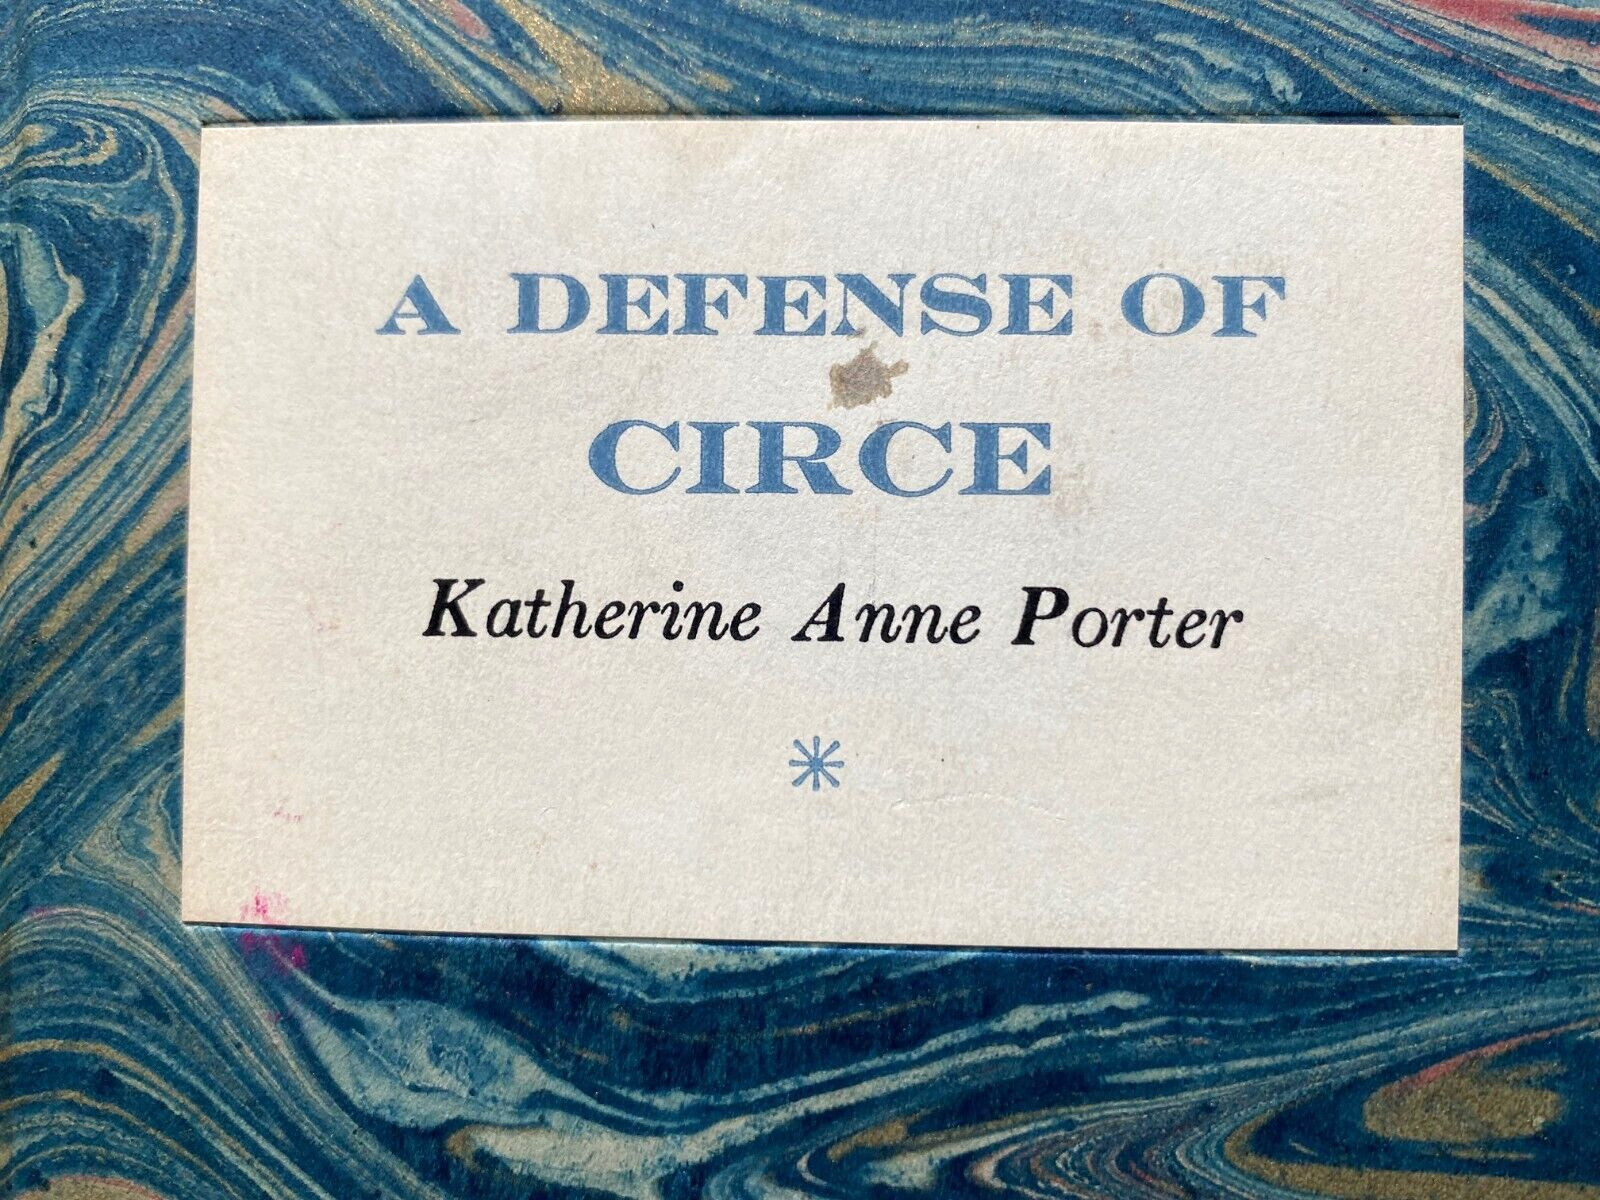 A DEFENSE OF
CIRCE
Katherine Anne Porter